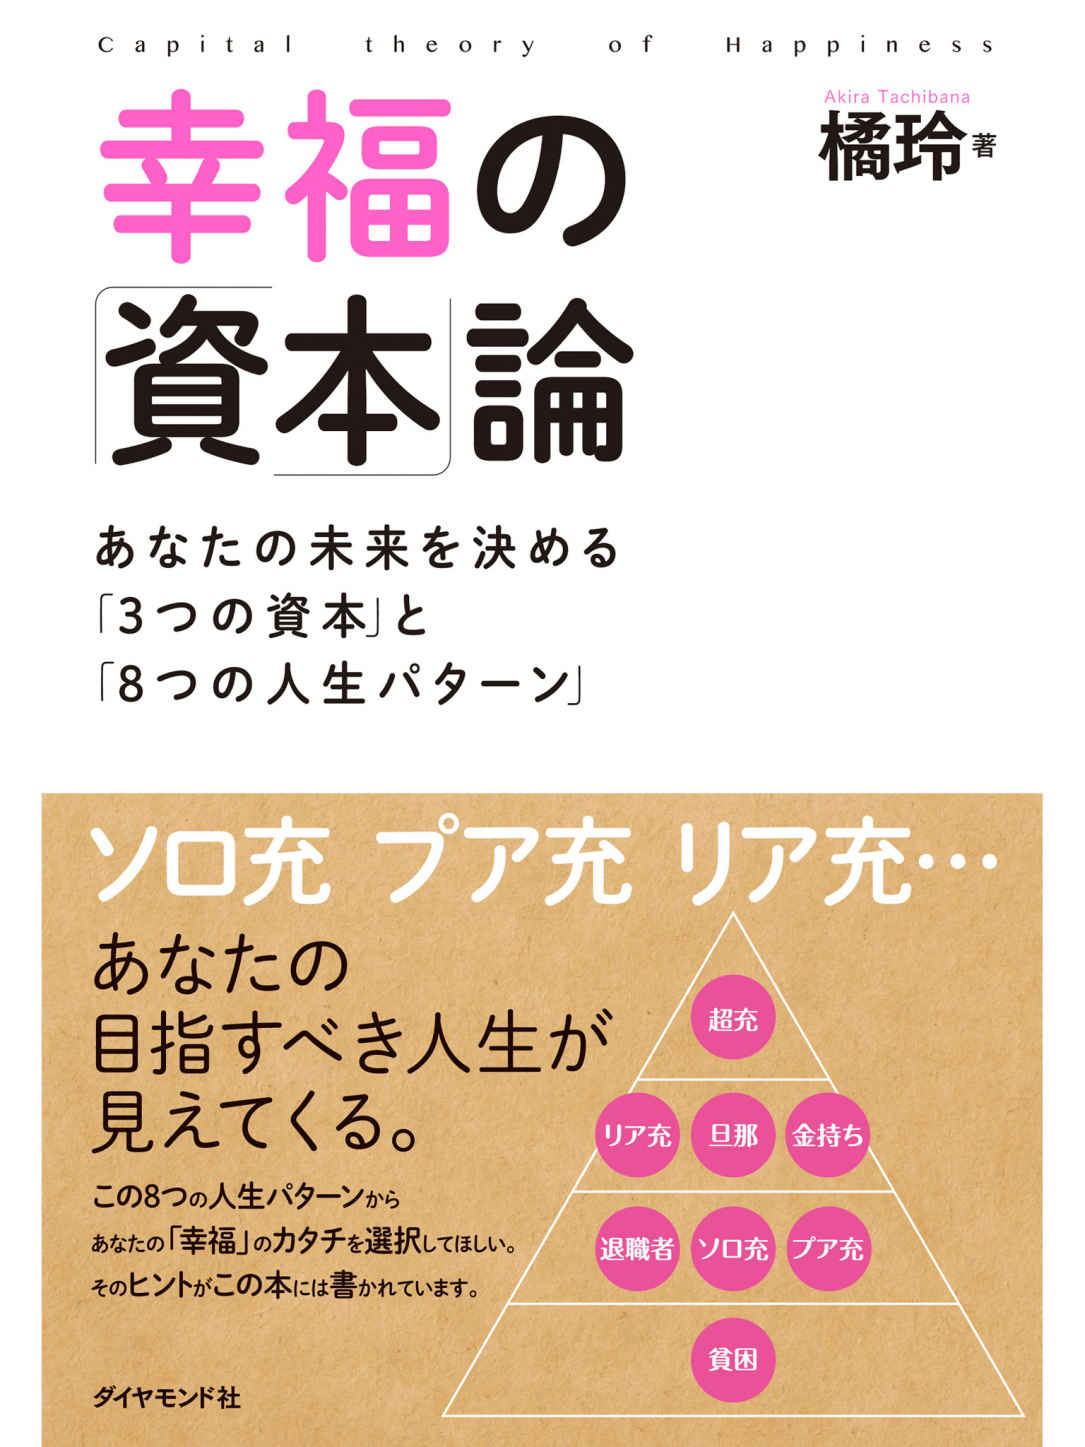 Capital theory of Happiness
幸福の
「資本」論
Akira Tachibana
橘玲 著
あなたの未来を決める
「3つの資本」と
「8つの人生パターン」
ソロ充 プア充 リア充…
あなたの
目指すべき人生が
見えてくる。
この8つの人生パターンから
あなたの「幸福」のカタチを選択してほしい。
そのヒントがこの本には書かれています。
超充
リア充 旦那 金持ち
退職者 ソロ充 プア充
貧困
ダイヤモンド社